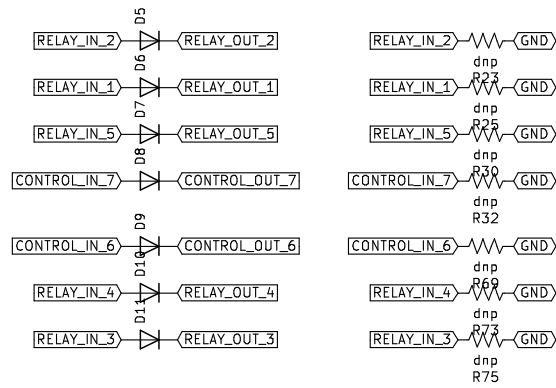 D5
RELAY_IN_2 RELAY_OUT_2 RELAY_IN_2 GND
D6
dnp
R23
RELAY_IN_1 RELAY_OUT_1 RELAY_IN_1 GND
D7
dnp
R25
RELAY_IN_5 RELAY_OUT_5 RELAY_IN_5 GND
D8
dnp
R30
CONTROL_IN_7 CONTROL_OUT_7 CONTROL_IN_7 GND
dnp
R32
D9
CONTROL_IN_6 CONTROL_OUT_6 CONTROL_IN_6 GND
D10
dnp
R69
RELAY_IN_4 RELAY_OUT_4 RELAY_IN_4 GND
D11
dnp
R73
RELAY_IN_3 RELAY_OUT_3 RELAY_IN_3 GND
dnp
R75